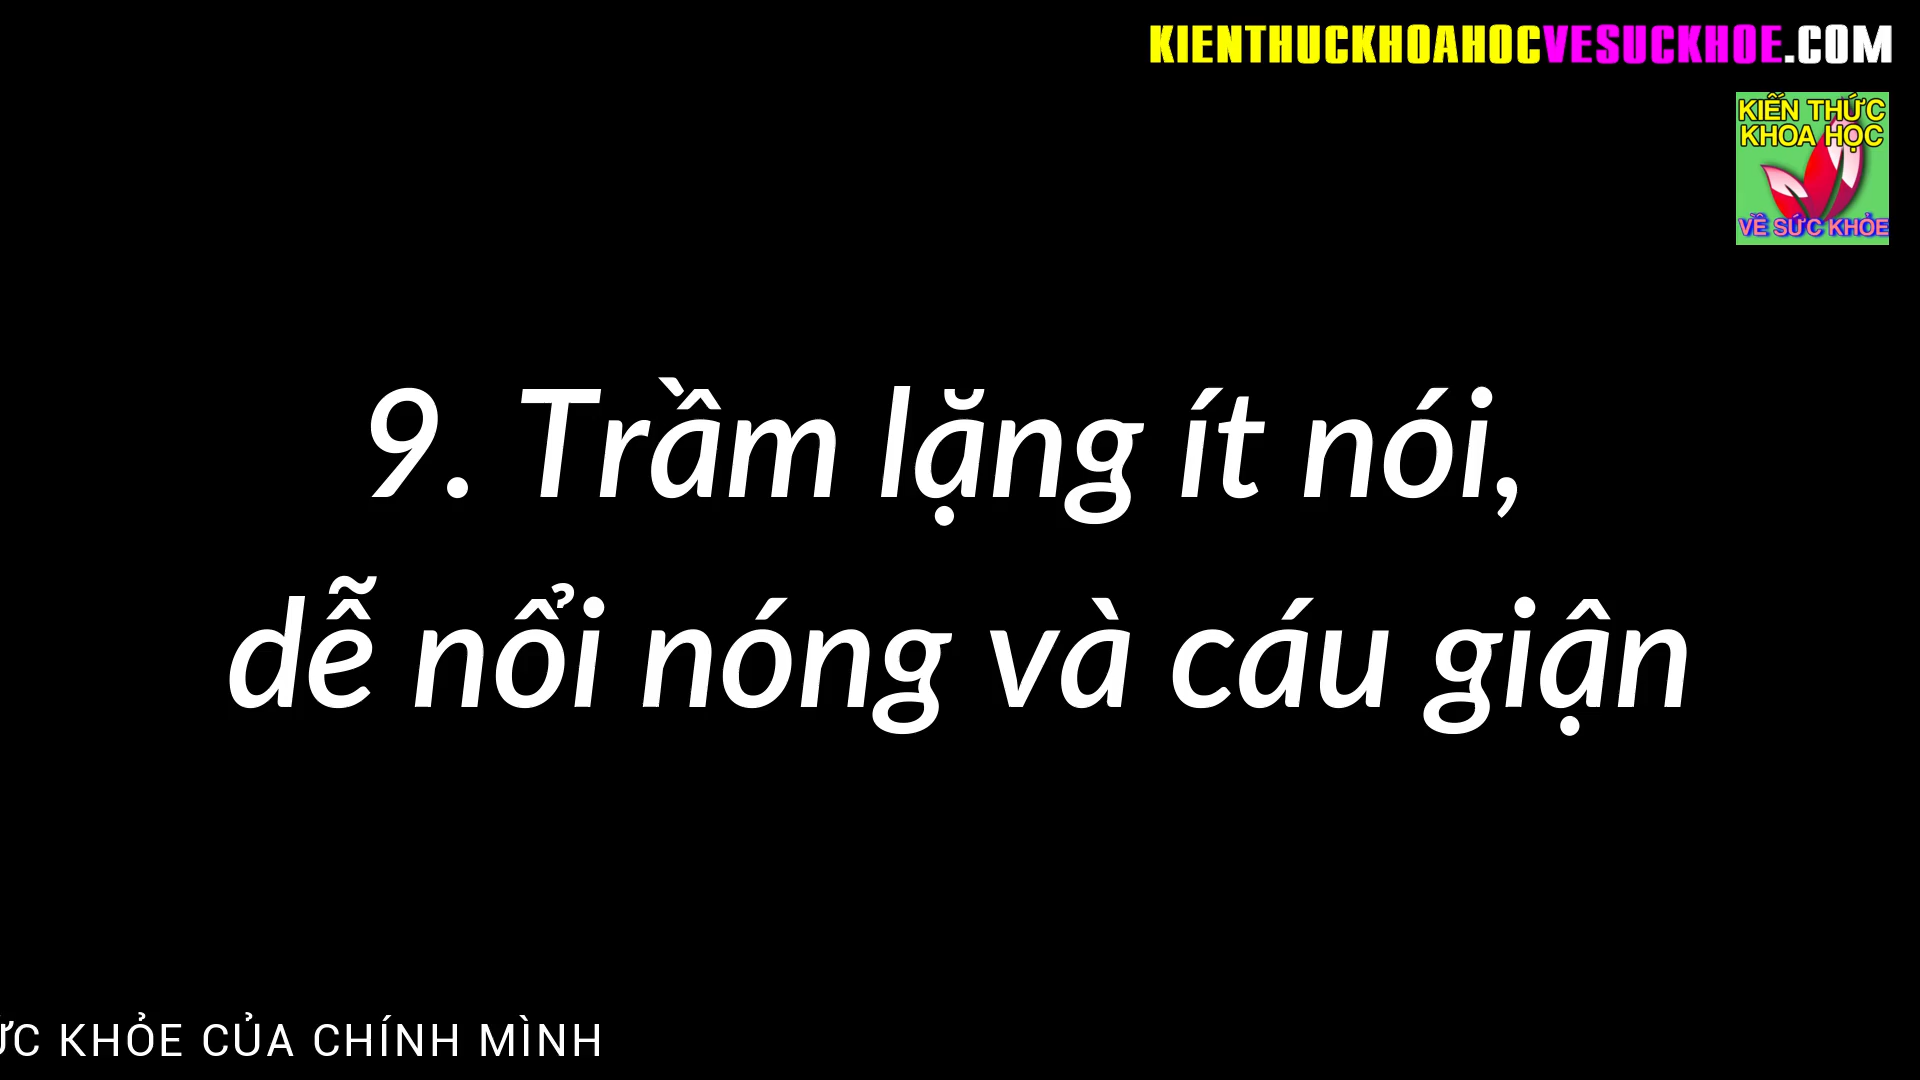 KIENTHUCKHOAHOCVESUCKHOE.COM
KIẾN THỨC
KHOA HỌC
VỀ SỨC KHỎE
9. Trầm lặng ít nói,
dễ nổi nóng và cáu giận
ỨC KHỎE CỦA CHÍNH MÌNH